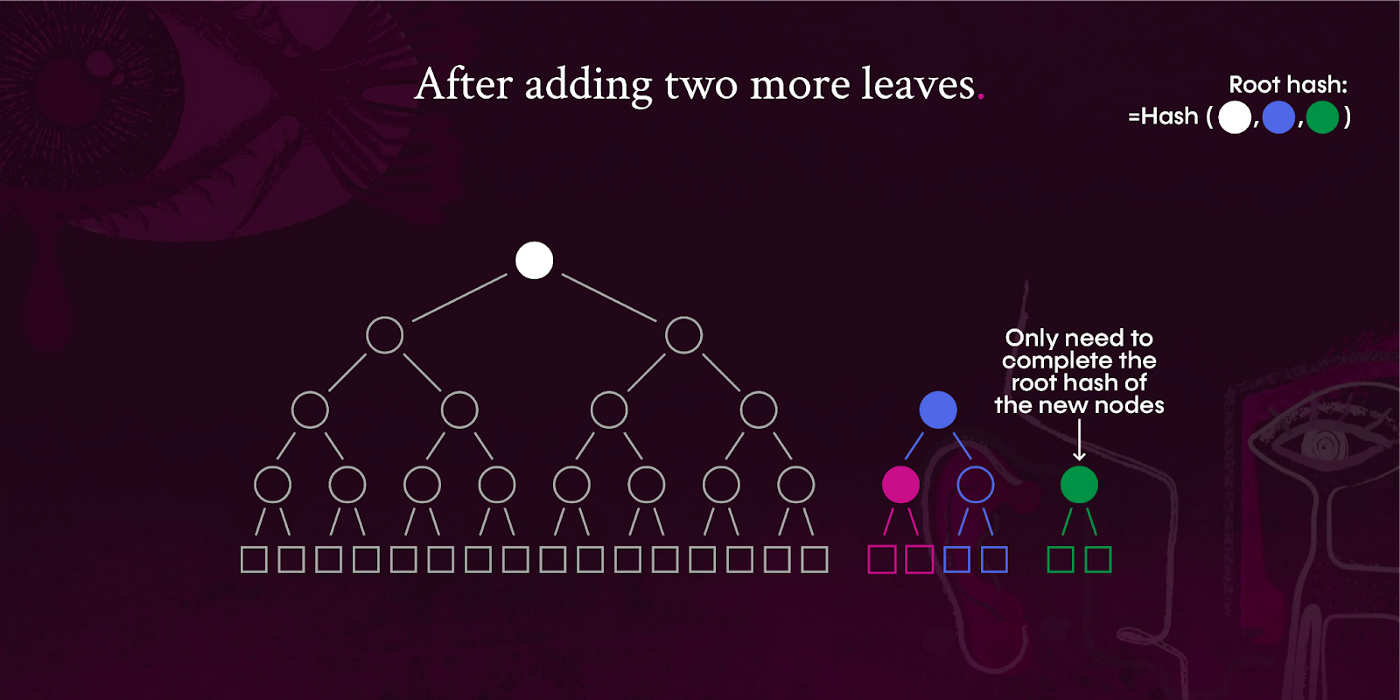 After adding two more leaves.
Root hash:
=Hash ( , , )
Only need to
complete the
root hash of
the new nodes